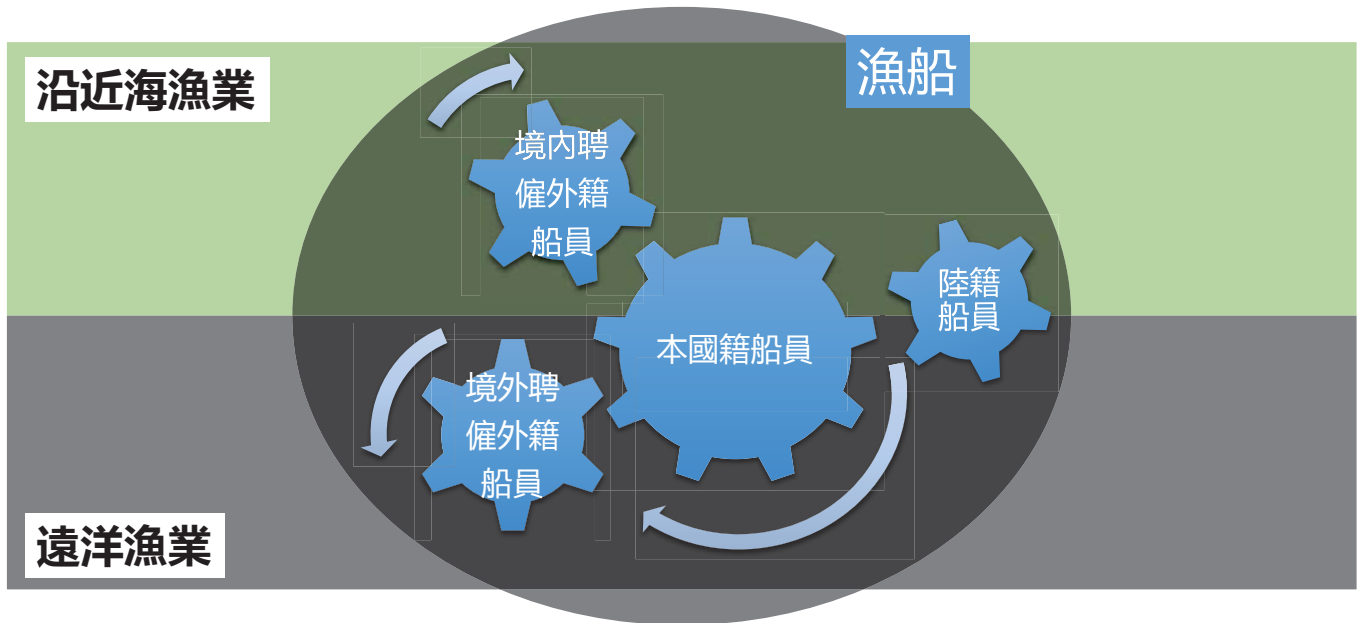 漁船
沿近海漁業
境內聘
僱外籍
船員
陸籍
船員
本國籍船員
境外聘
僱外籍
船員
遠洋漁業